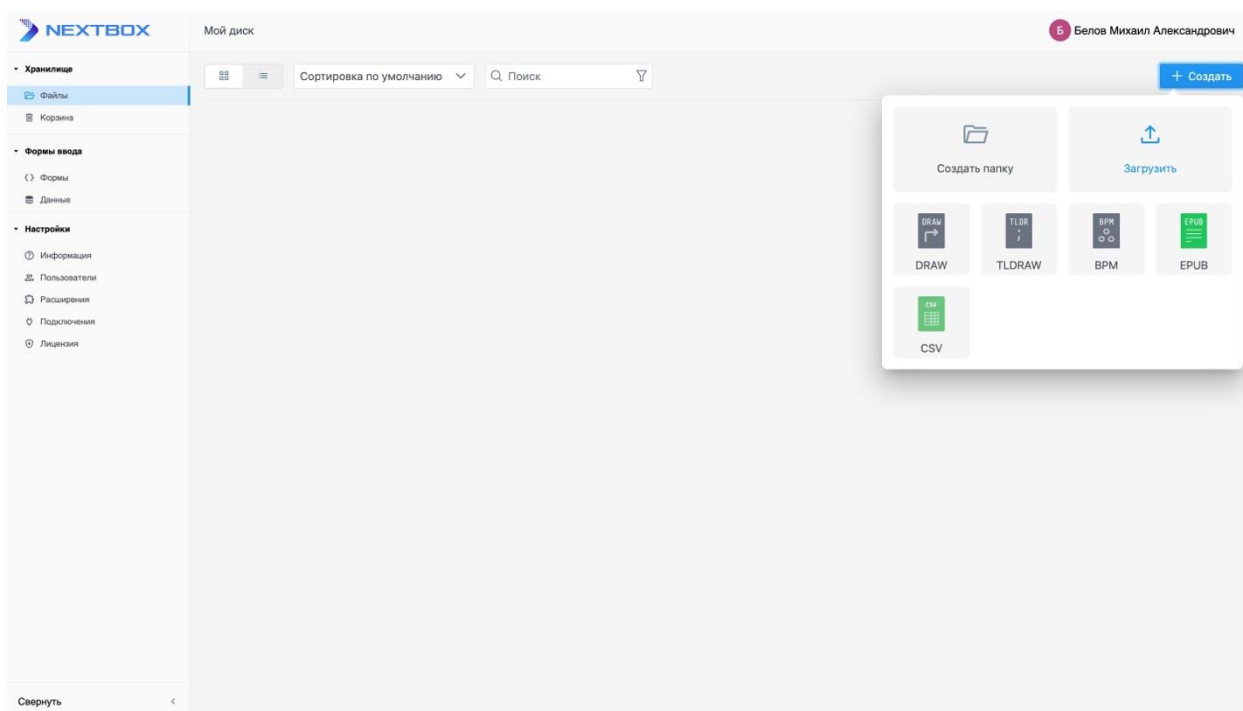 NEXTBOX
Мой диск
Б Белов Михаил Александрович
Хранилище
Файлы
Корзина
Формы ввода
Формы
Данные
Настройки
Информация
Пользователи
Расширения
Подключения
Лицензия
Свернуть
Сортировка по умолчанию
Поиск
+ Создать
Создать папку
Загрузить
DRAW
DRAW
TLDR
;
TLDRAW
BPM
BPM
EPUB
EPUB
CSV
CSV